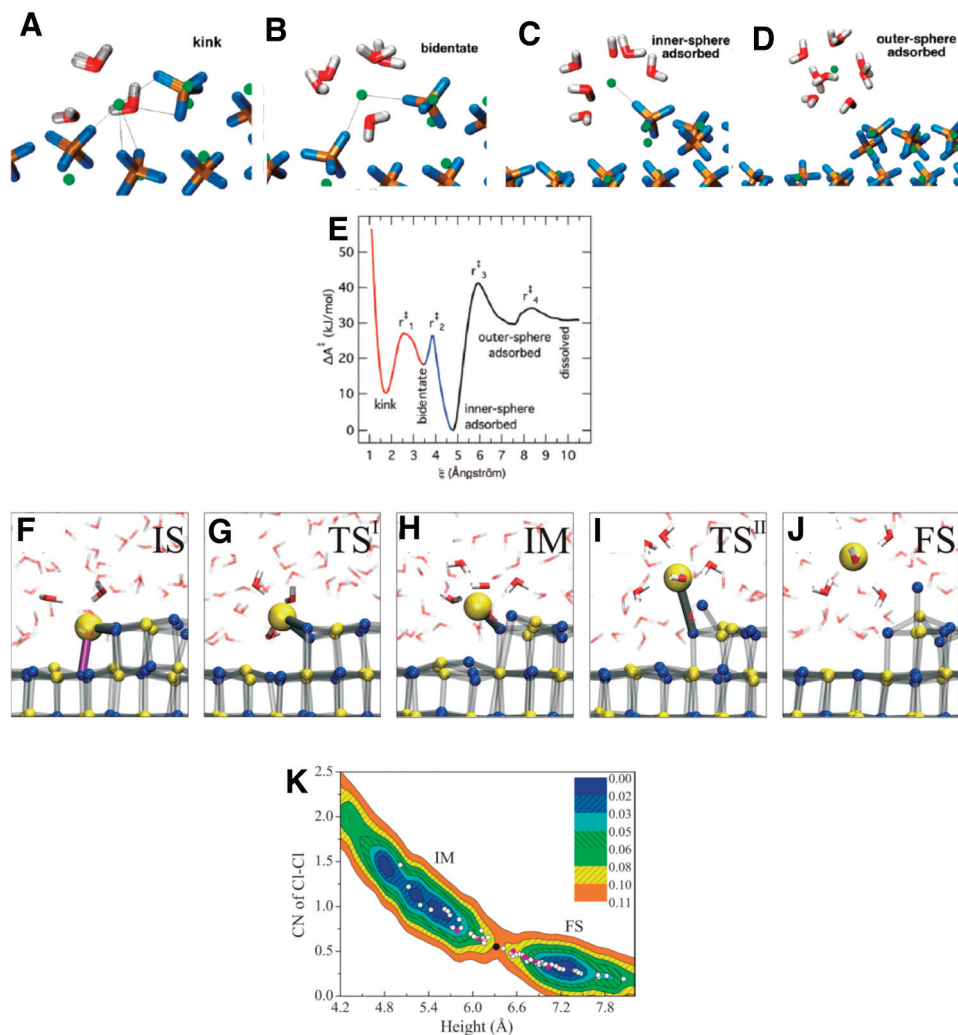 A
kink
B
bidentate
C
inner-sphere
adsorbed
D
outer-sphere
adsorbed
E
ΔA‡ (kJ/mol)
50
40
30
20
10
0
r‡1
r‡2
r‡3
r‡4
kink
bidentate
inner-sphere
adsorbed
outer-sphere
adsorbed
dissolved
1 2 3 4 5 6 7 8 9 10
ξ (Ångström)
F IS
G TS^I
H IM
I TS^II
J FS
K
CN of Cl-Cl
2.5
2.0
1.5
1.0
0.5
0.0
IM
FS
0.00
0.02
0.03
0.05
0.06
0.08
0.10
0.11
4.2 4.8 5.4 6.0 6.6 7.2 7.8
Height (Å)